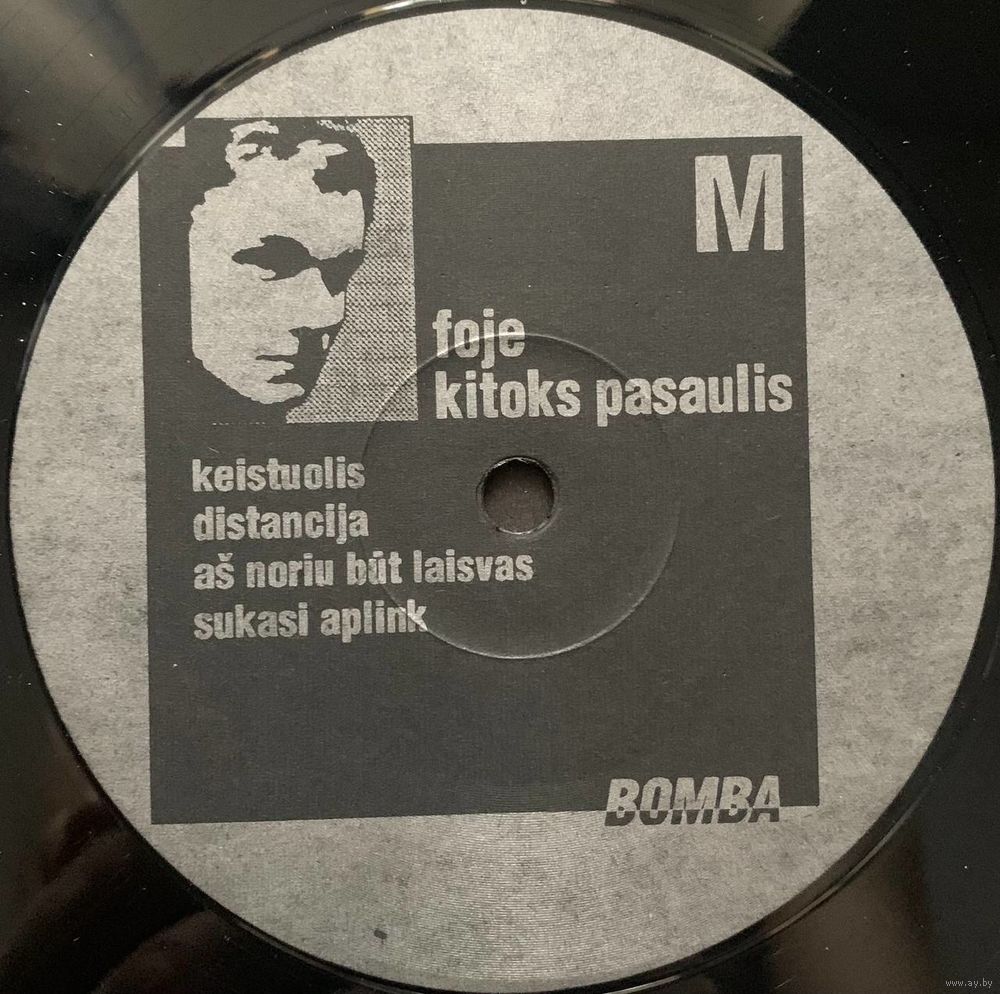 M
foje
kitoks pasaulis
keistuolis
distancija
aš noriu būt laisvas
sukasi aplink
BOMBA
www.ay.by